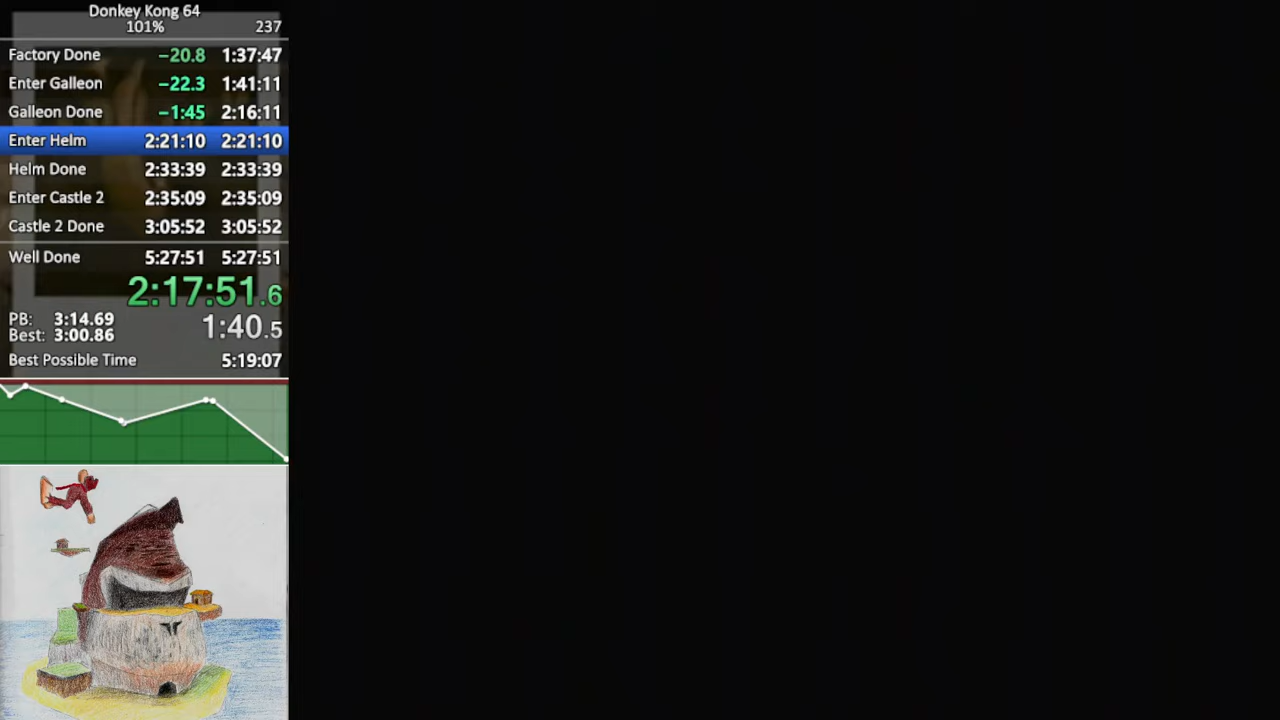 Donkey Kong 64
101% 237
Factory Done −20.8 1:37:47
Enter Galleon −22.3 1:41:11
Galleon Done −1:45 2:16:11
Enter Helm 2:21:10 2:21:10
Helm Done 2:33:39 2:33:39
Enter Castle 2 2:35:09 2:35:09
Castle 2 Done 3:05:52 3:05:52
Well Done 5:27:51 5:27:51
2:17:51.6
PB: 3:14.69 1:40.5
Best: 3:00.86
Best Possible Time 5:19:07